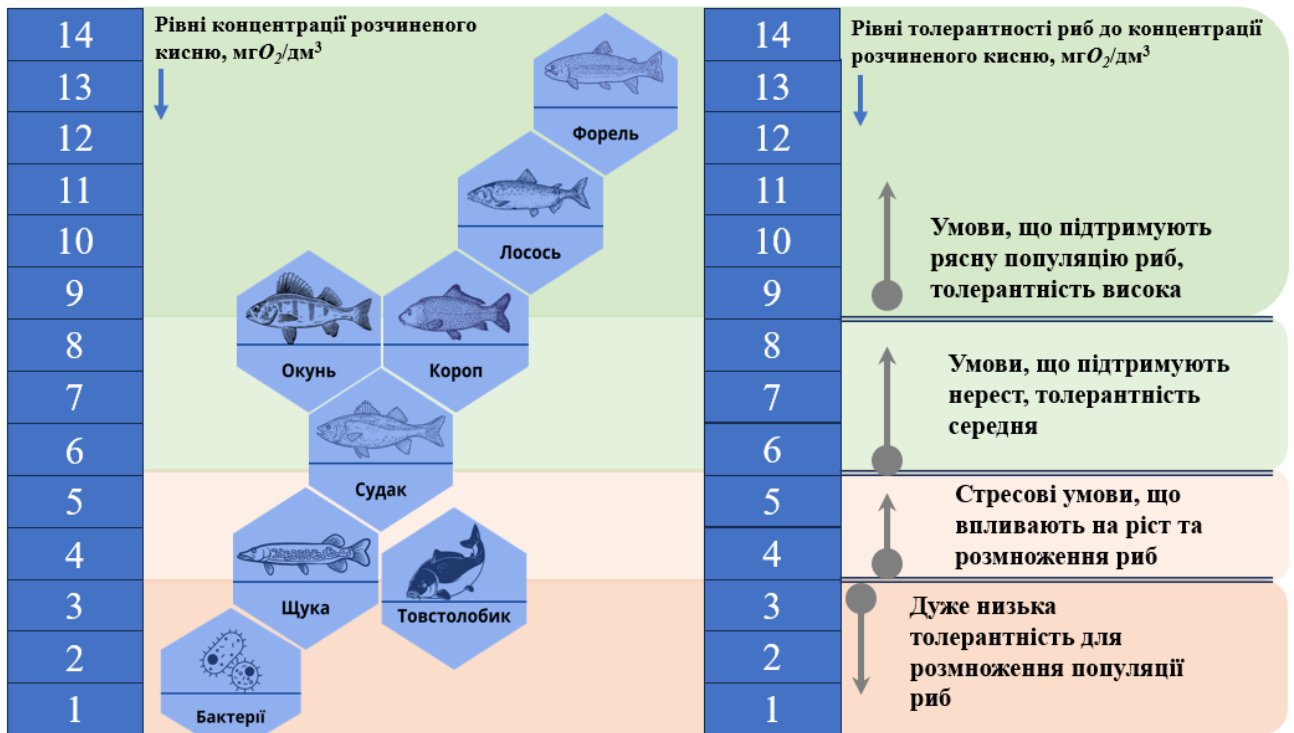 14
13
12
11
10
9
8
7
6
5
4
3
2
1
Рівні концентрації розчиненого
кисню, мгO₂/дм³
Форель
Лосось
Окунь
Короп
Судак
Щука
Товстолобик
Бактерії
14
13
12
11
10
9
8
7
6
5
4
3
2
1
Рівні толерантності риб до концентрації
розчиненого кисню, мгO₂/дм³
Умови, що підтримують
рясну популяцію риб,
толерантність висока
Умови, що підтримують
нерест, толерантність
середня
Стресові умови, що
впливають на ріст та
розмноження риб
Дуже низька
толерантність для
розмноження популяції
риб